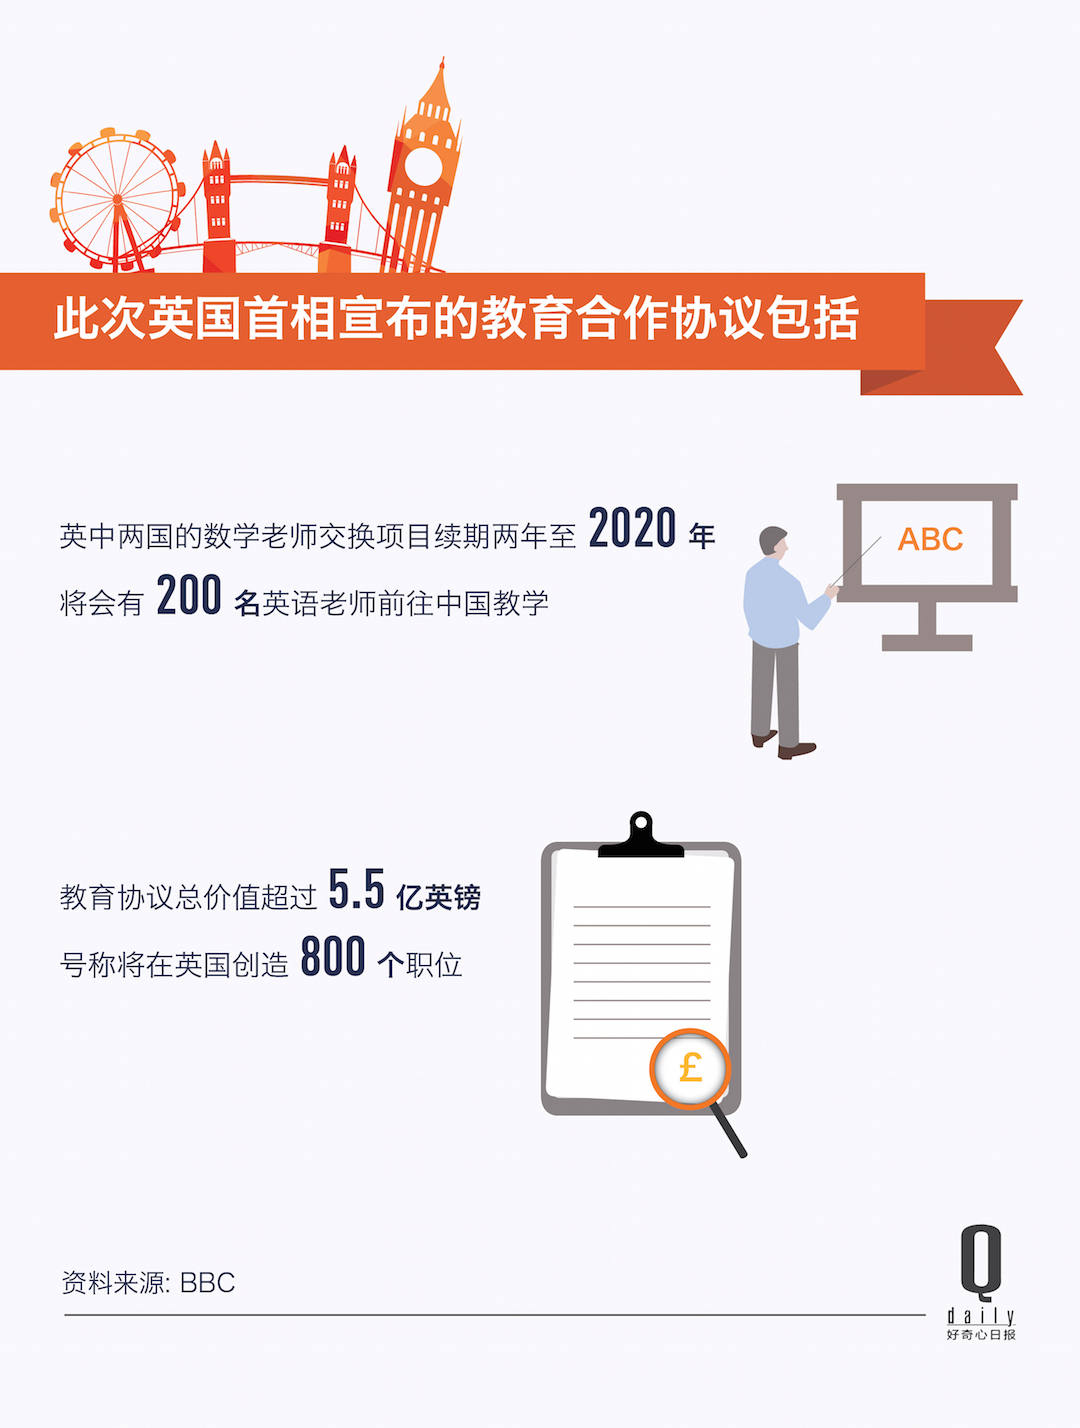 此次英国首相宣布的教育合作协议包括
英中两国的数学老师交换项目续期两年至 2020 年
将会有 200 名英语老师前往中国教学
ABC
教育协议总价值超过 5.5 亿英镑
号称将在英国创造 800 个职位
£
资料来源: BBC
Q
daily
好奇心日报